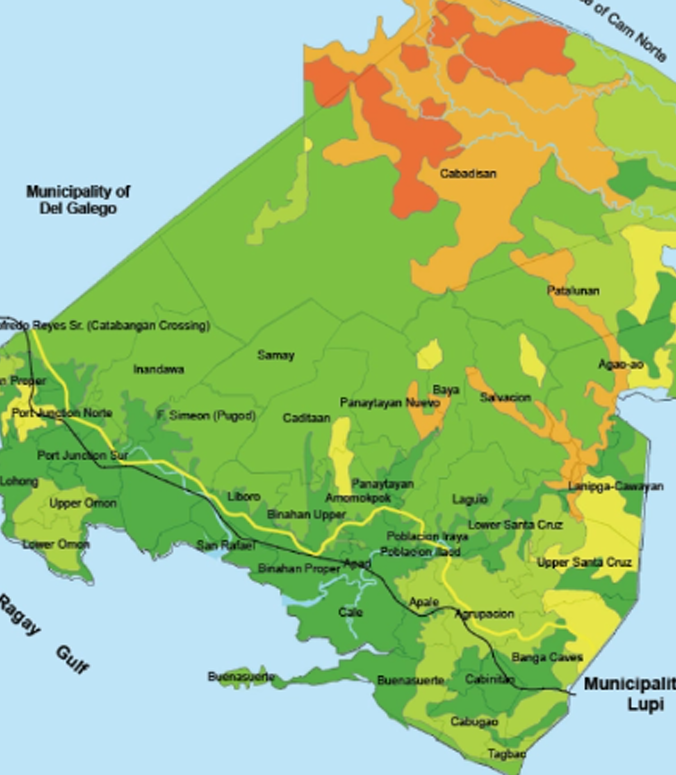 e of Cam Norte
Cabadisan
Municipality of
Del Galego
Patalunan
fredo Reyes Sr. (Catabangan Crossing)
Samay
Inandawa
Agao-ao
n Proper
Baya
Salvacion
Panaytayan Nuevo
Port Junction Norte
F. Simeon (Pugod)
Caditaan
Port Junction Sur
Lohong
Panaytayan
Lanipga-Cawayan
Liboro
Amomokpok
Laguio
Upper Omon
Binahan Upper
Lower Santa Cruz
Poblacion Iraya
Lower Omon
San Rafael
Poblacion Ilaod
Upper Santa Cruz
Binahan Proper
Apad
Apale
Cale
Agrupacion
Ragay Gulf
Banga Caves
Buenasuerte
Buenasuerte
Cabinitan
Municipalit
Lupi
Cabugao
Tagbac